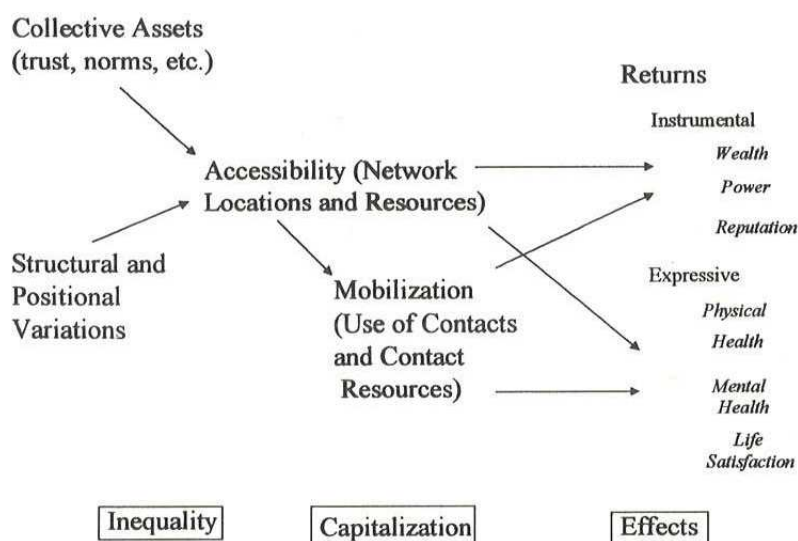 Collective Assets
(trust, norms, etc.)
Returns
Instrumental
Wealth
Power
Reputation
Accessibility (Network
Locations and Resources)
Structural and
Positional
Variations
Mobilization
(Use of Contacts
and Contact
Resources)
Expressive
Physical
Health
Mental
Health
Life
Satisfaction
Inequality
Capitalization
Effects